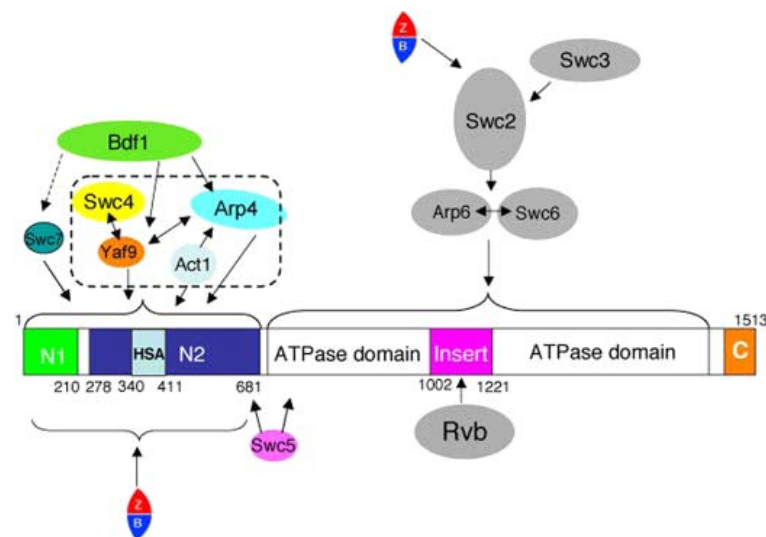 Z
B
Swc3
Swc2
Bdf1
Swc4
Arp4
Arp6
Swc6
Swc7
Yaf9
Act1
1
1513
N1
HSA
N2
ATPase domain
Insert
ATPase domain
C
210
278
340
411
681
1002
1221
Swc5
Rvb
Z
B